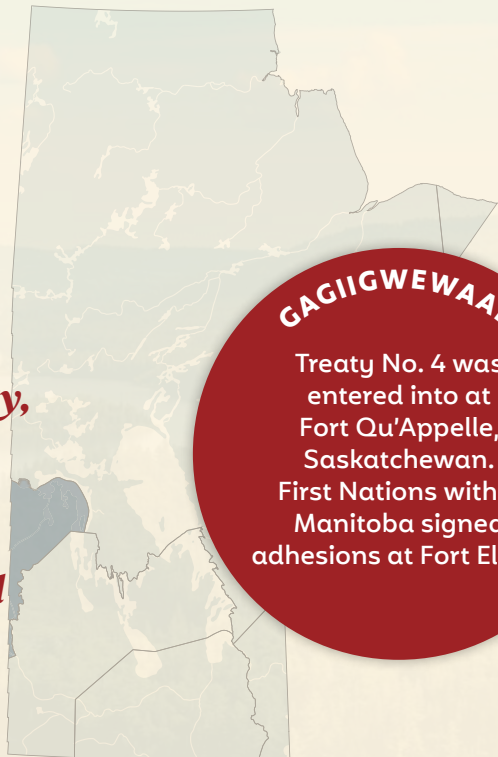 GAGIIGWEWAA
Treaty No. 4 was
entered into at
Fort Qu'Appelle,
Saskatchewan.
First Nations with
Manitoba signed
adhesions at Fort El
y,